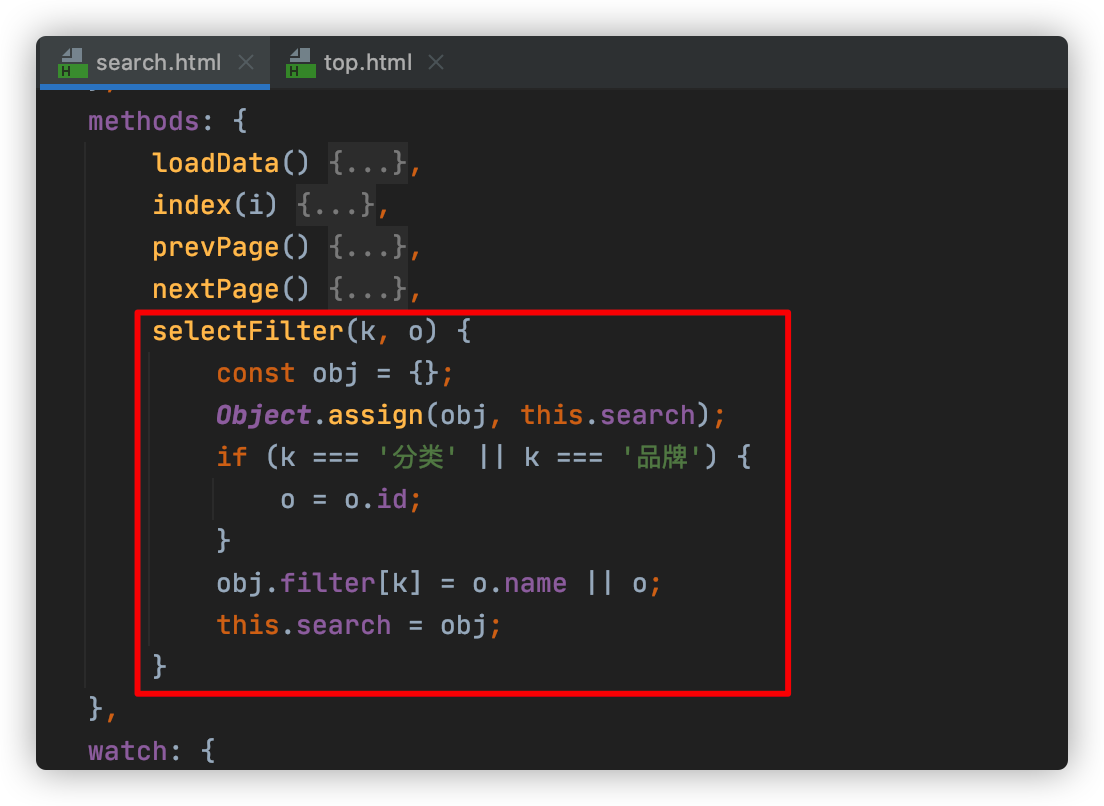 search.html top.html
methods: {
loadData() {...},
index(i) {...},
prevPage() {...},
nextPage() {...},
selectFilter(k, o) {
const obj = {};
Object.assign(obj, this.search);
if (k === '分类' || k === '品牌') {
o = o.id;
}
obj.filter[k] = o.name || o;
this.search = obj;
}
},
watch: {